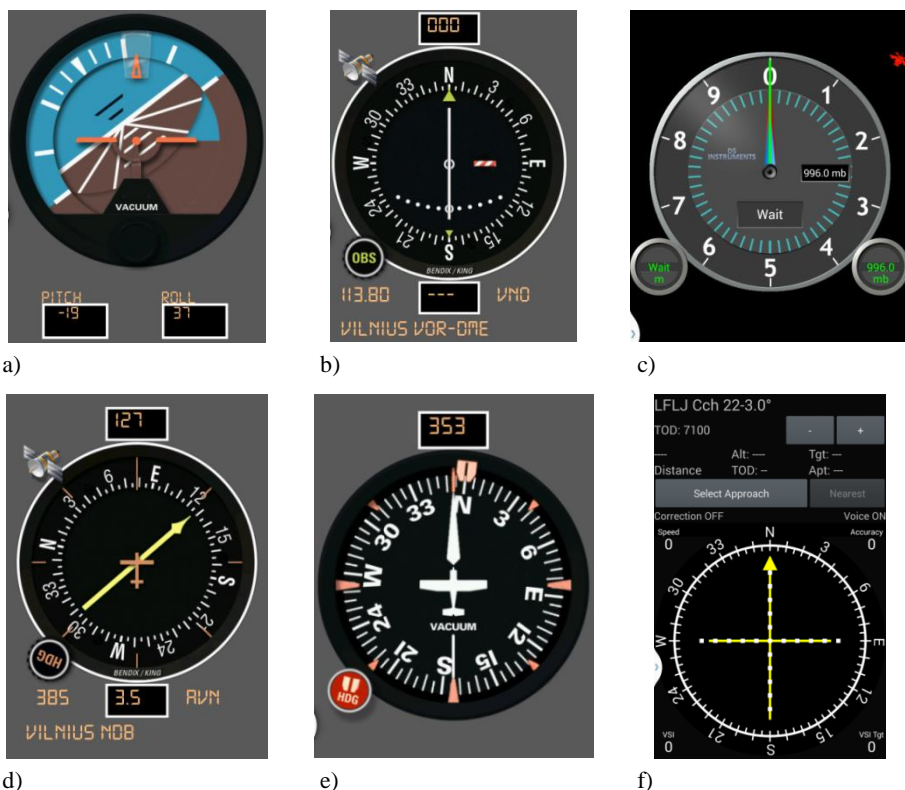 VACUUM
PITCH ROLL
-19 37
a)
000
N 3 6 E 12 15 S 21 24 W 30 33
OBS
BENDIX / KING
113.80 --- VNO
VILNIUS VOR-DME
b)
0 1 2 3 4 5 6 7 8 9
DS
INSTRUMENTS
996.0 mb
Wait
Wait
m
996.0
mb
c)
127
N 3 6 E 12 15 S 21 24 W 30
HDG
BENDIX / KING
385 3.5 AVN
VILNIUS NDB
d)
353
N 3 6 E 12 15 S 21 24 W 30 33
VACUUM
HDG
e)
LFLJ Cch 22-3.0°
TOD: 7100 - +
---- Alt: ---- Tgt: ---
Distance TOD: -- Apt: ---
Select Approach Nearest
Correction OFF Voice ON
Speed Accuracy
0 0
N 3 6 E 12 15 S 21 24 W 30 33
VSI VSI Tgt
0 0
f)